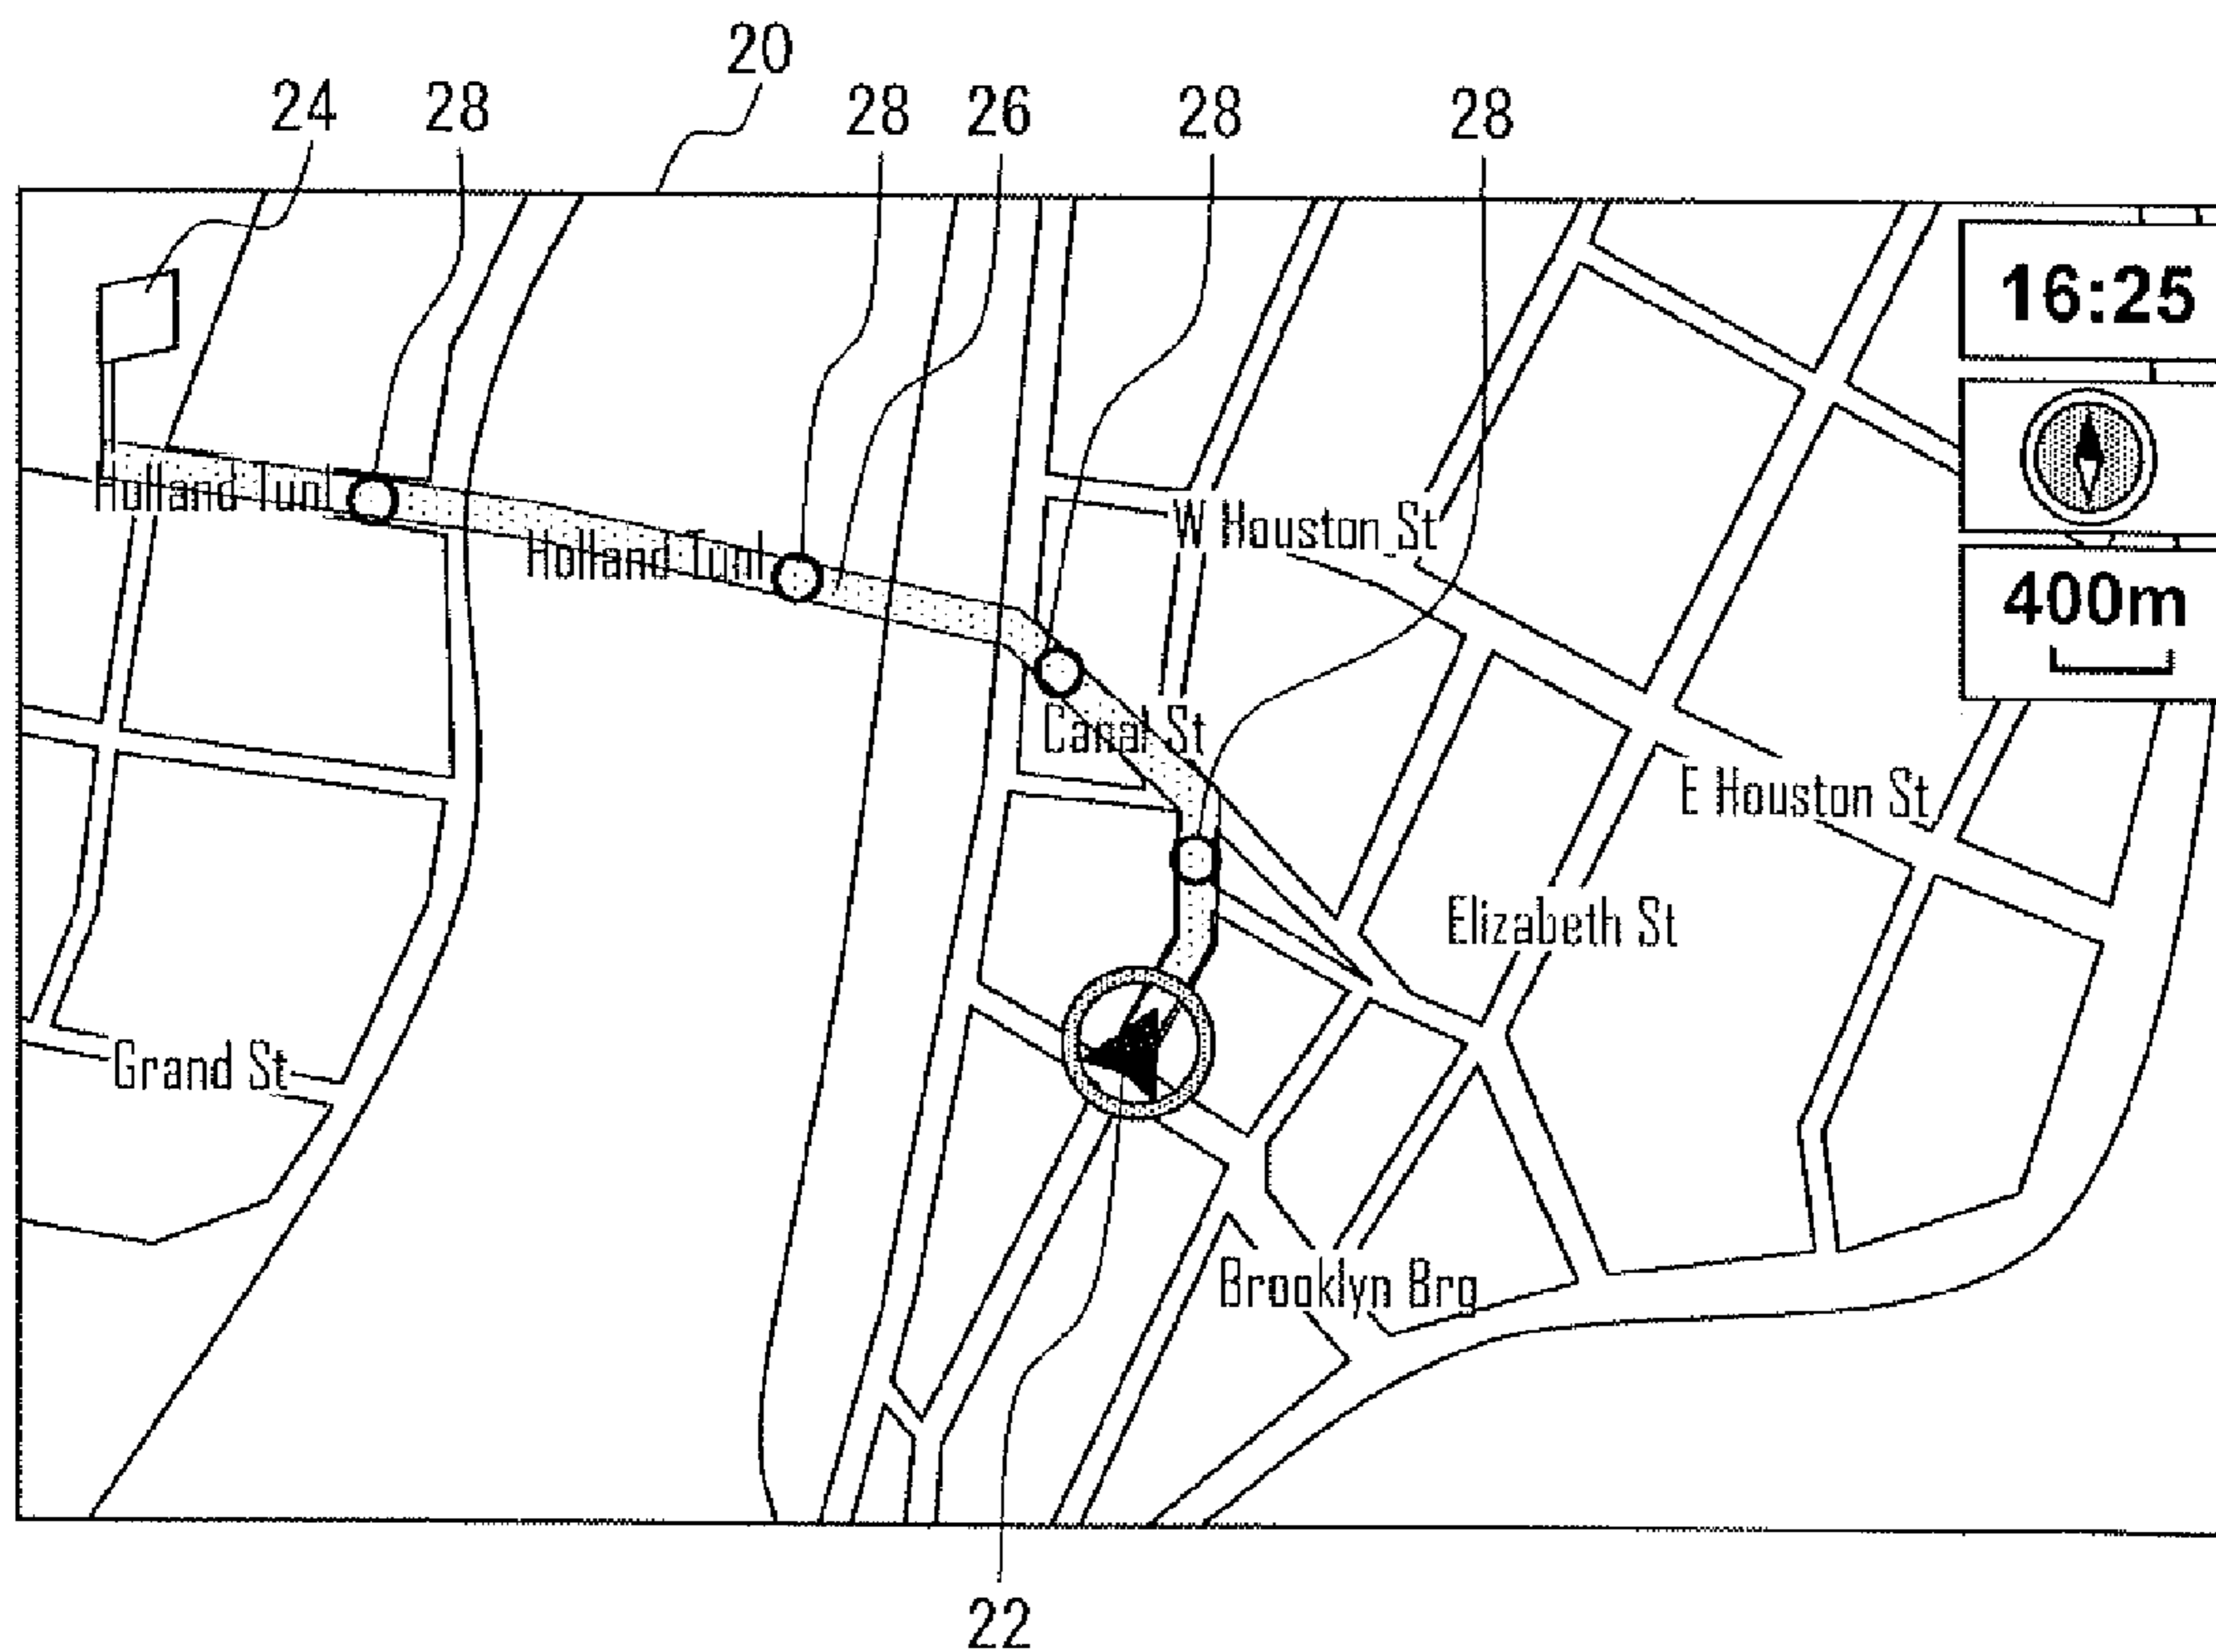 20
24 28 28 26 28 28
16:25
Holland Tunl
W Houston St
Holland Tnnl
400m
Canal St
E Houston St
Elizabeth St
Grand St
Brooklyn Brg
22